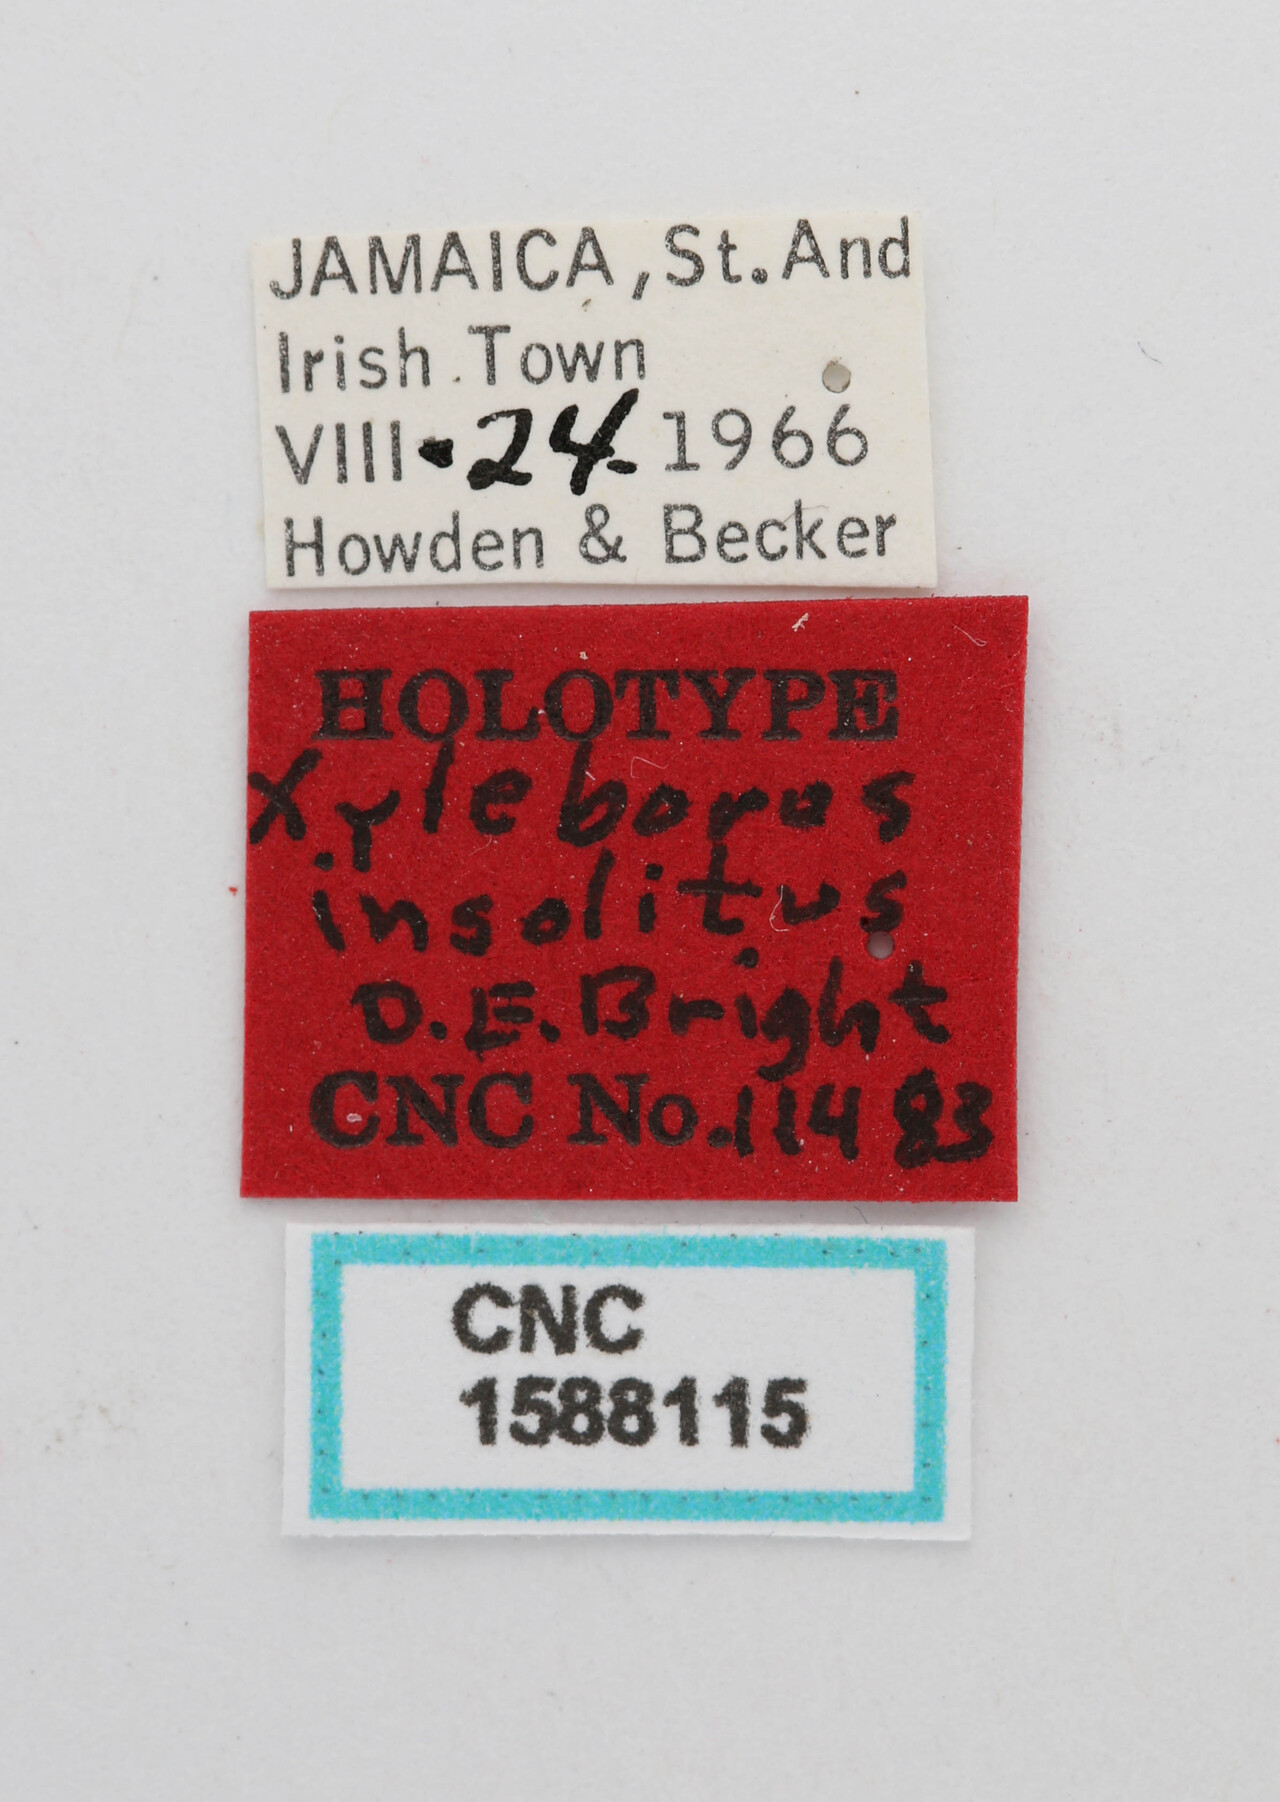 JAMAICA, St. And
Irish Town
VIII-24-1966
Howden & Becker
HOLOTYPE
Xyleborus
insolitus
D.E. Bright
CNC No. 11483
CNC
1588115